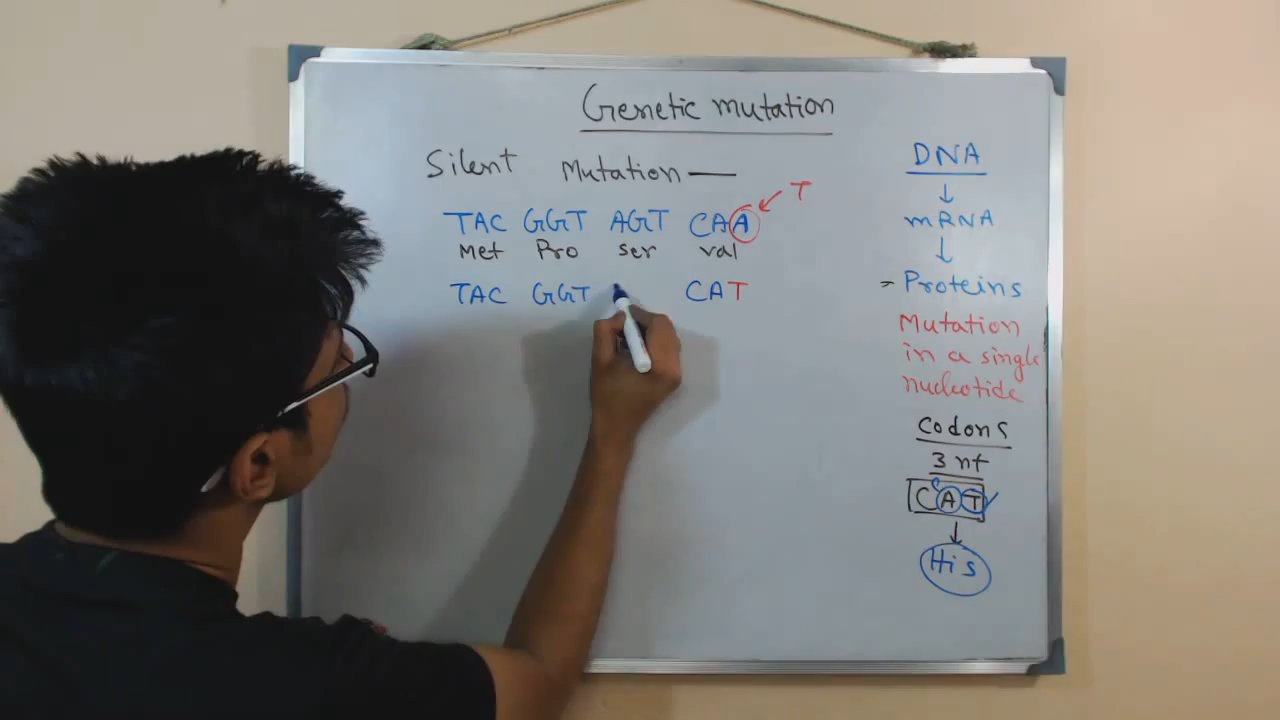 Genetic mutation
Silent Mutation —
T
TAC GGT AGT CAA
Met Pro ser val
TAC GGT CAT
DNA
↓
mRNA
↓
Proteins
Mutation
in a single
nucleotide
Codons
3 nt
CAT
↓
His